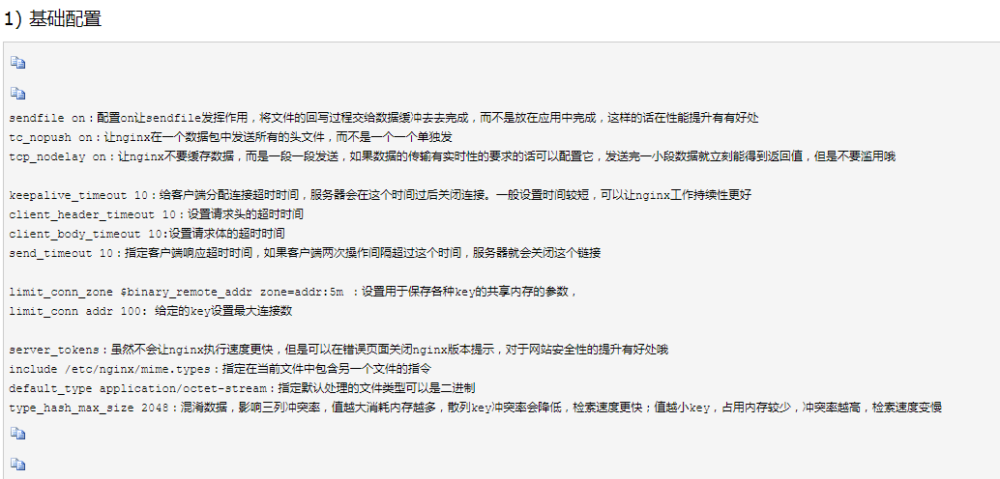 1) 基础配置
sendfile on：配置on让sendfile发挥作用，将文件的回写过程交给数据缓冲去去完成，而不是放在应用中完成，这样的话在性能提升有有好处
tc_nopush on：让nginx在一个数据包中发送所有的头文件，而不是一个一个单独发
tcp_nodelay on：让nginx不要缓存数据，而是一段一段发送，如果数据的传输有实时性的要求的话可以配置它，发送完一小段数据就立刻能得到返回值，但是不要滥用哦
keepalive_timeout 10：给客户端分配连接超时时间，服务器会在这个时间过后关闭连接。一般设置时间较短，可以让nginx工作持续性更好
client_header_timeout 10：设置请求头的超时时间
client_body_timeout 10:设置请求体的超时时间
send_timeout 10：指定客户端响应超时时间，如果客户端两次操作间隔超过这个时间，服务器就会关闭这个链接
limit_conn_zone $binary_remote_addr zone=addr:5m ：设置用于保存各种key的共享内存的参数，
limit_conn addr 100: 给定的key设置最大连接数
server_tokens：虽然不会让nginx执行速度更快，但是可以在错误页面关闭nginx版本提示，对于网站安全性的提升有好处哦
include /etc/nginx/mime.types：指定在当前文件中包含另一个文件的指令
default_type application/octet-stream：指定默认处理的文件类型可以是二进制
type_hash_max_size 2048：混淆数据，影响三列冲突率，值越大消耗内存越多，散列key冲突率会降低，检索速度更快；值越小key，占用内存较少，冲突率越高，检索速度变慢